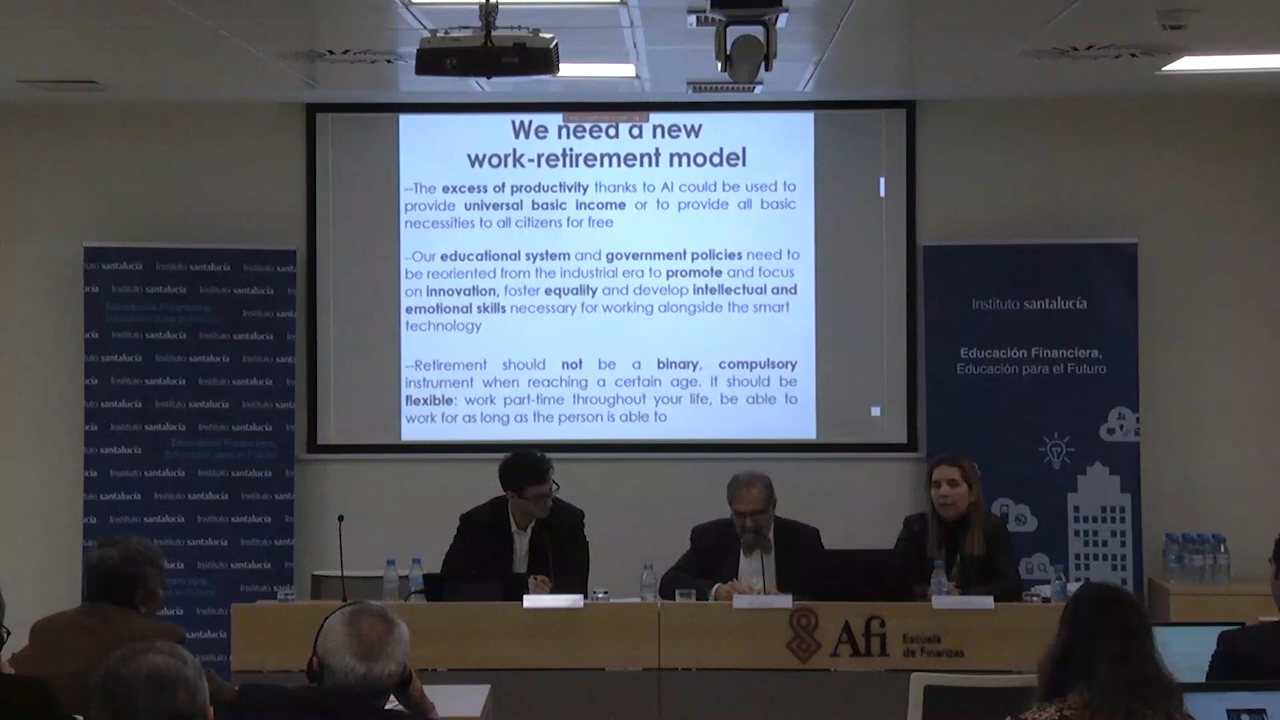 We need a new
work-retirement model
--The excess of productivity thanks to AI could be used to
provide universal basic income or to provide all basic
necessities to all citizens for free
--Our educational system and government policies need to
be reoriented from the industrial era to promote and focus
on innovation, foster equality and develop intellectual and
emotional skills necessary for working alongside the smart
technology
--Retirement should not be a binary, compulsory
instrument when reaching a certain age. It should be
flexible: work part-time throughout your life, be able to
work for as long as the person is able to
Instituto santalucía
Instituto santalucía
Educación Financiera,
Educación para el Futuro
Afi
Escuela
de Finanzas